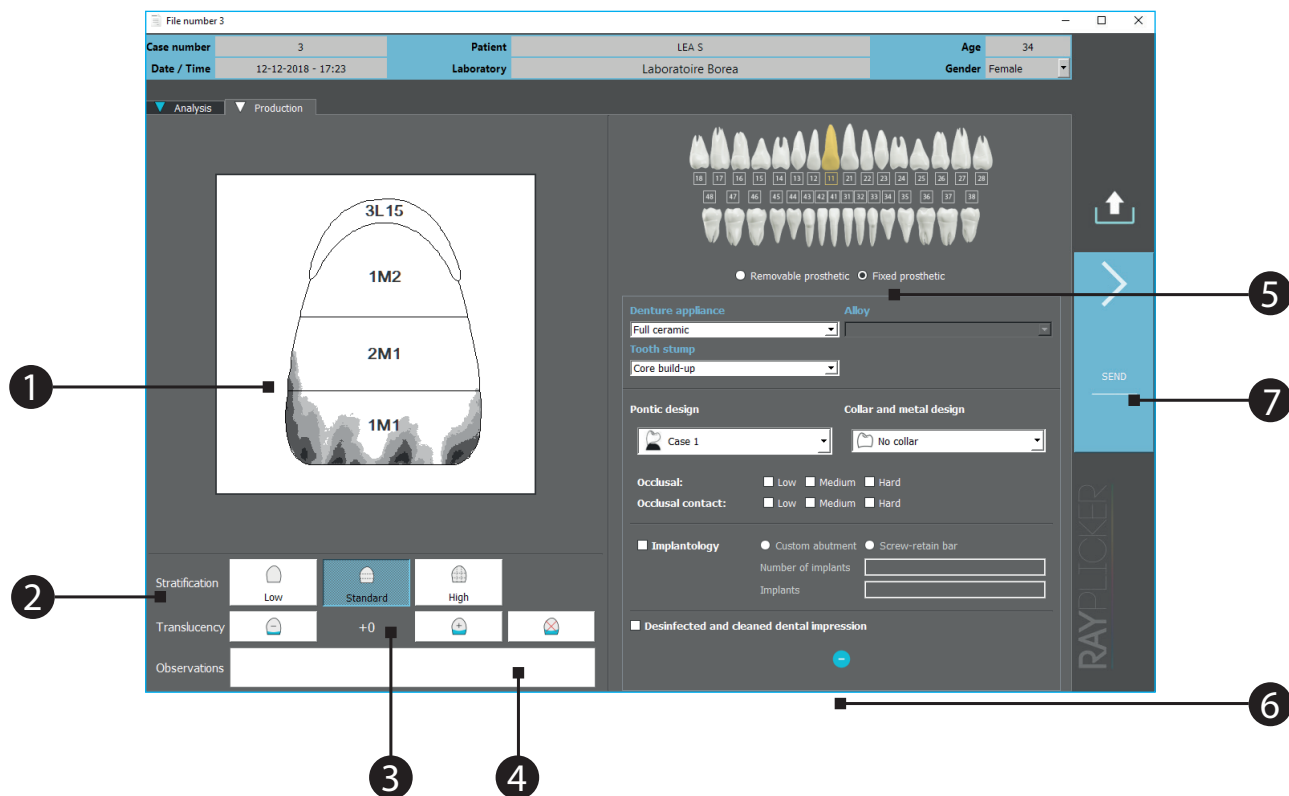 File number 3
Case number 3 Patient LEA S Age 34
Date / Time 12-12-2018 - 17:23 Laboratory Laboratoire Borea Gender Female
Analysis Production
18 17 16 15 14 13 12 11 21 22 23 24 25 26 27 28
48 47 46 45 44 43 42 41 31 32 33 34 35 36 37 38
3L15
1M2
2M1
1M1
Removable prosthetic Fixed prosthetic
Denture appliance Alloy
Full ceramic
Tooth stump
Core build-up
Pontic design Collar and metal design
Case 1 No collar
Occlusal: Low Medium Hard
Occlusal contact: Low Medium Hard
Implantology Custom abutment Screw-retain bar
Number of implants
Implants
Desinfected and cleaned dental impression
Stratification Low Standard High
Translucency +0
Observations
SEND
RAYPLICKER
1
2
3
4
5
6
7